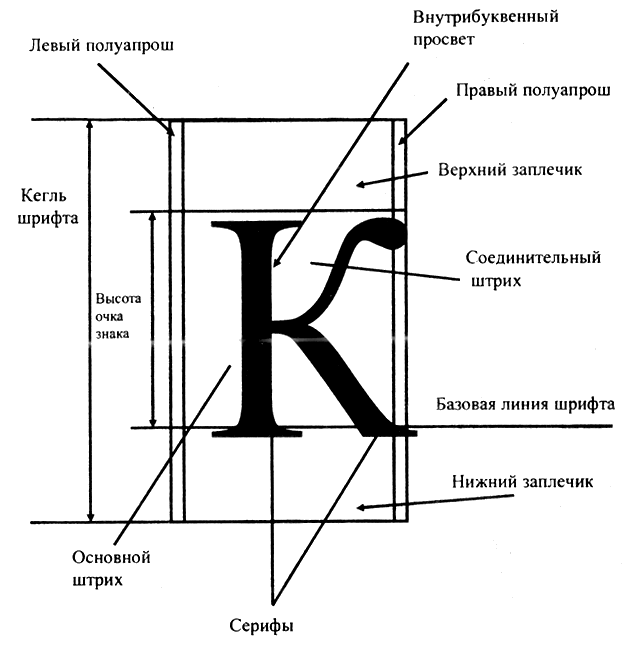 Внутрибуквенный
просвет
Левый полуапрош
Правый полуапрош
Верхний заплечик
Кегль
шрифта
Соединительный
штрих
Высота
очка
знака
К
Базовая линия шрифта
Нижний заплечик
Основной
штрих
Серифы